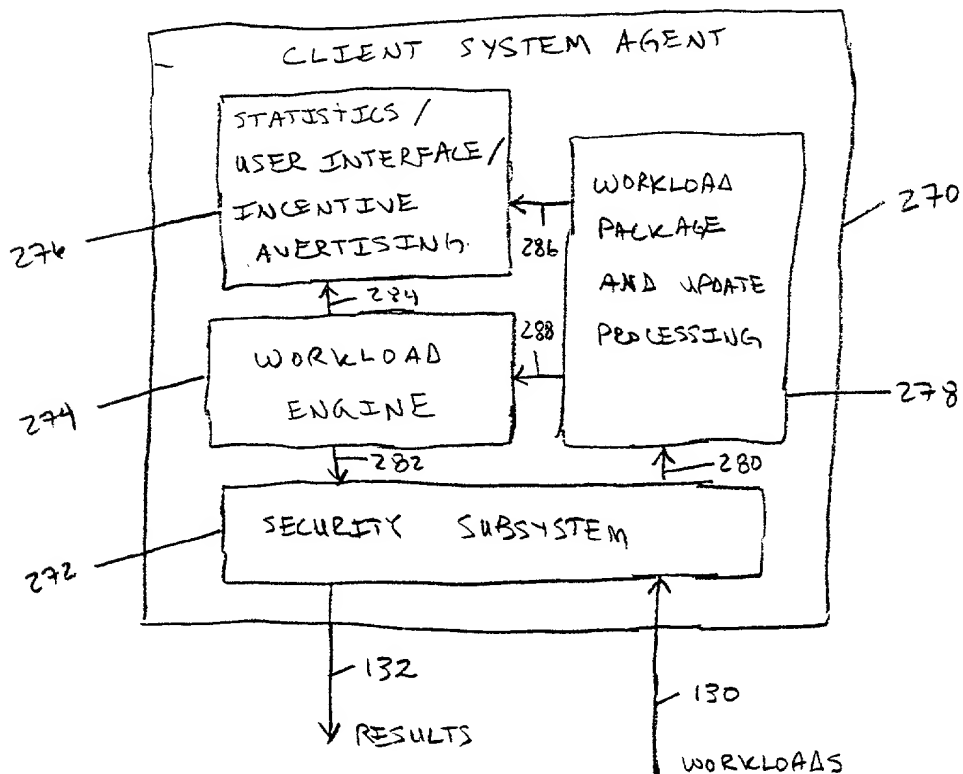 CLIENT SYSTEM AGENT
STATISTICS /
USER INTERFACE /
INCENTIVE
AVERTISING
WORKLOAD
PACKAGE
AND UPDATE
PROCESSING
270
276
286
284
288
WORKLOAD
ENGINE
274
278
282
280
SECURITY SUBSYSTEM
272
132
130
RESULTS
WORKLOADS